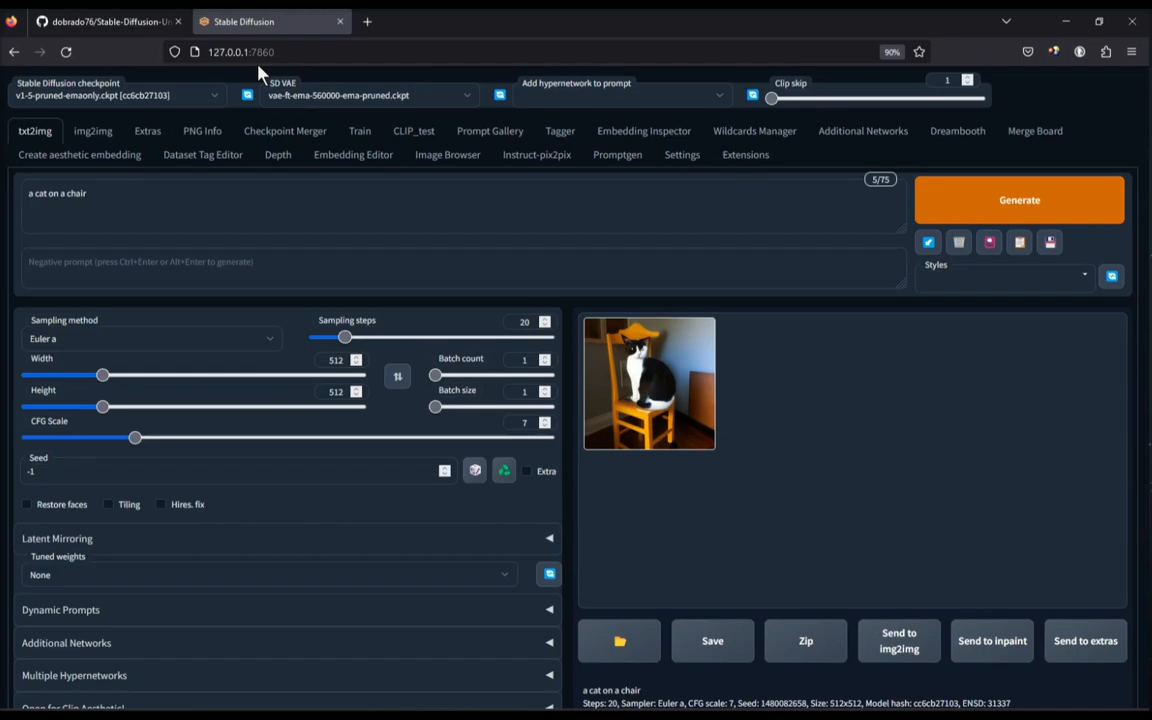 dobrado76/Stable-Diffusion-Un
Stable Diffusion
127.0.0.1:7860
90%
Stable Diffusion checkpoint
v1-5-pruned-emaonly.ckpt [cc6cb27103]
SD VAE
vae-ft-ema-560000-ema-pruned.ckpt
Add hypernetwork to prompt
Clip skip
1
txt2img img2img Extras PNG Info Checkpoint Merger Train CLIP_test Prompt Gallery Tagger Embedding Inspector Wildcards Manager Additional Networks Dreambooth Merge Board
Create aesthetic embedding Dataset Tag Editor Depth Embedding Editor Image Browser Instruct-pix2pix Promptgen Settings Extensions
a cat on a chair
5/75
Generate
Negative prompt (press Ctrl+Enter or Alt+Enter to generate)
Styles
Sampling method
Euler a
Sampling steps
20
Width
512
Batch count
1
Height
512
Batch size
1
CFG Scale
7
Seed
-1
Extra
Restore faces Tiling Hires. fix
Latent Mirroring
Tuned weights
None
Dynamic Prompts
Additional Networks
Multiple Hypernetworks
Open for Clip Aesthetic!
Save
Zip
Send to
img2img
Send to inpaint
Send to extras
a cat on a chair
Steps: 20, Sampler: Euler a, CFG scale: 7, Seed: 1480082658, Size: 512x512, Model hash: cc6cb27103, ENSD: 31337